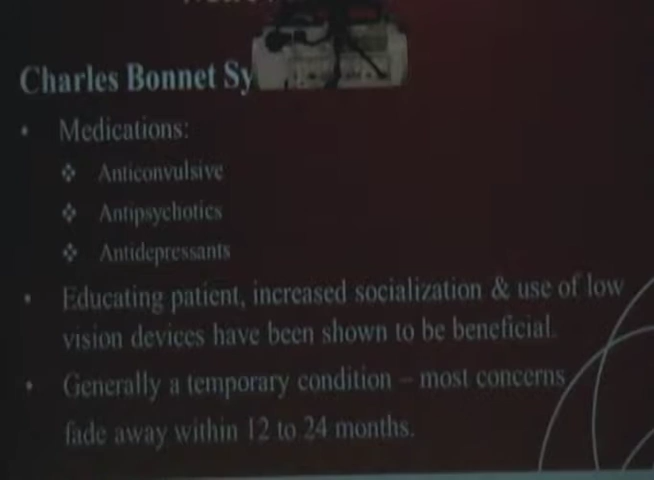 Charles Bonnet Sy
• Medications:
❖ Anticonvulsive
❖ Antipsychotics
❖ Antidepressants
• Educating patient, increased socialization & use of low
vision devices have been shown to be beneficial.
• Generally a temporary condition – most concerns
fade away within 12 to 24 months.